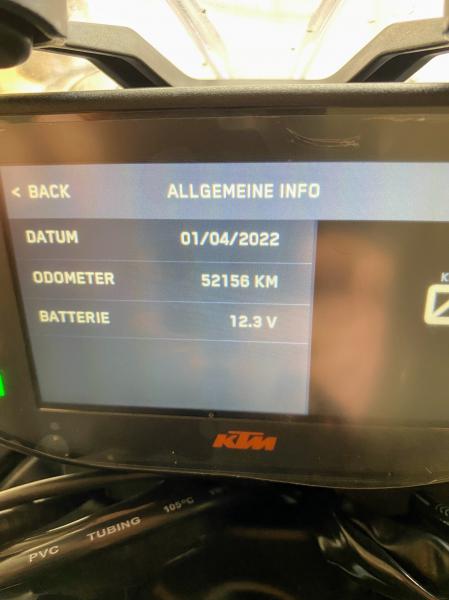 < BACK ALLGEMEINE INFO
DATUM 01/04/2022
ODOMETER 52156 KM
BATTERIE 12.3 V
KTM
PVC TUBING 105°C